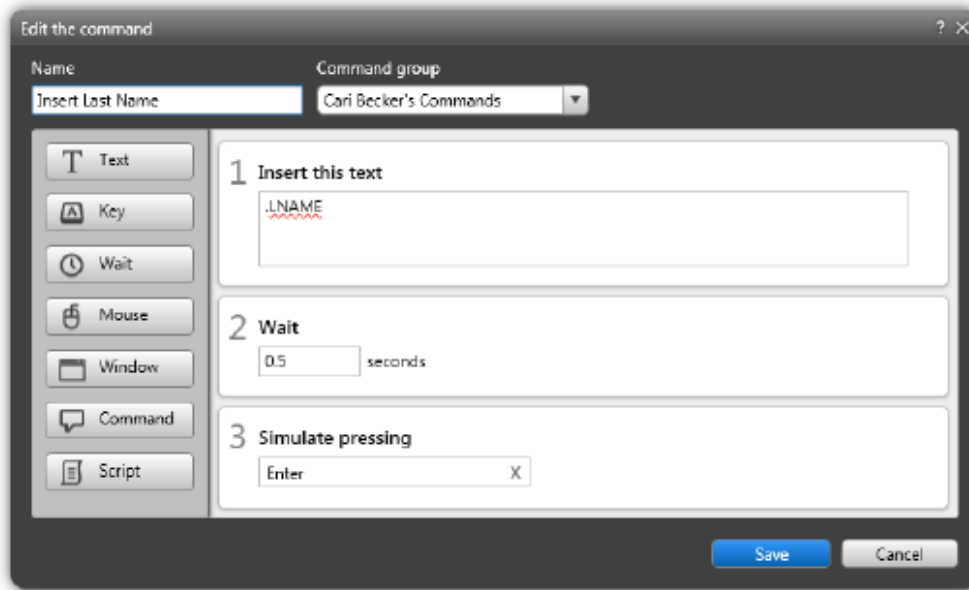 Edit the command ? X
Name Command group
Insert Last Name Cari Becker's Commands
Text
Key
Wait
Mouse
Window
Command
Script
1 Insert this text
.LNAME
2 Wait
0.5 seconds
3 Simulate pressing
Enter X
Save Cancel